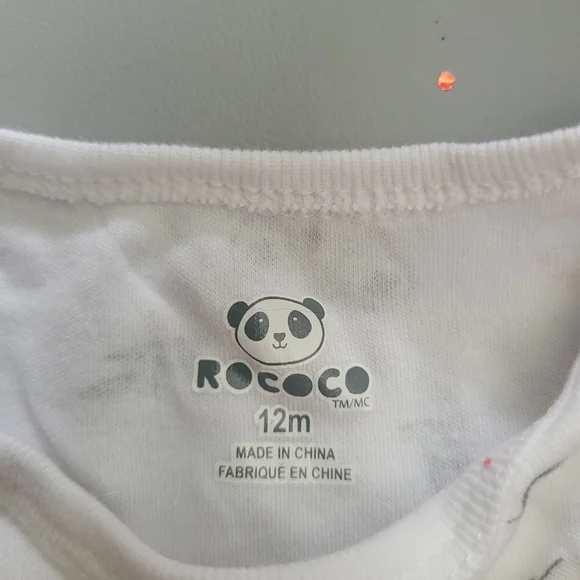 ROCOCO
TM/MC
12m
MADE IN CHINA
FABRIQUÉ EN CHINE